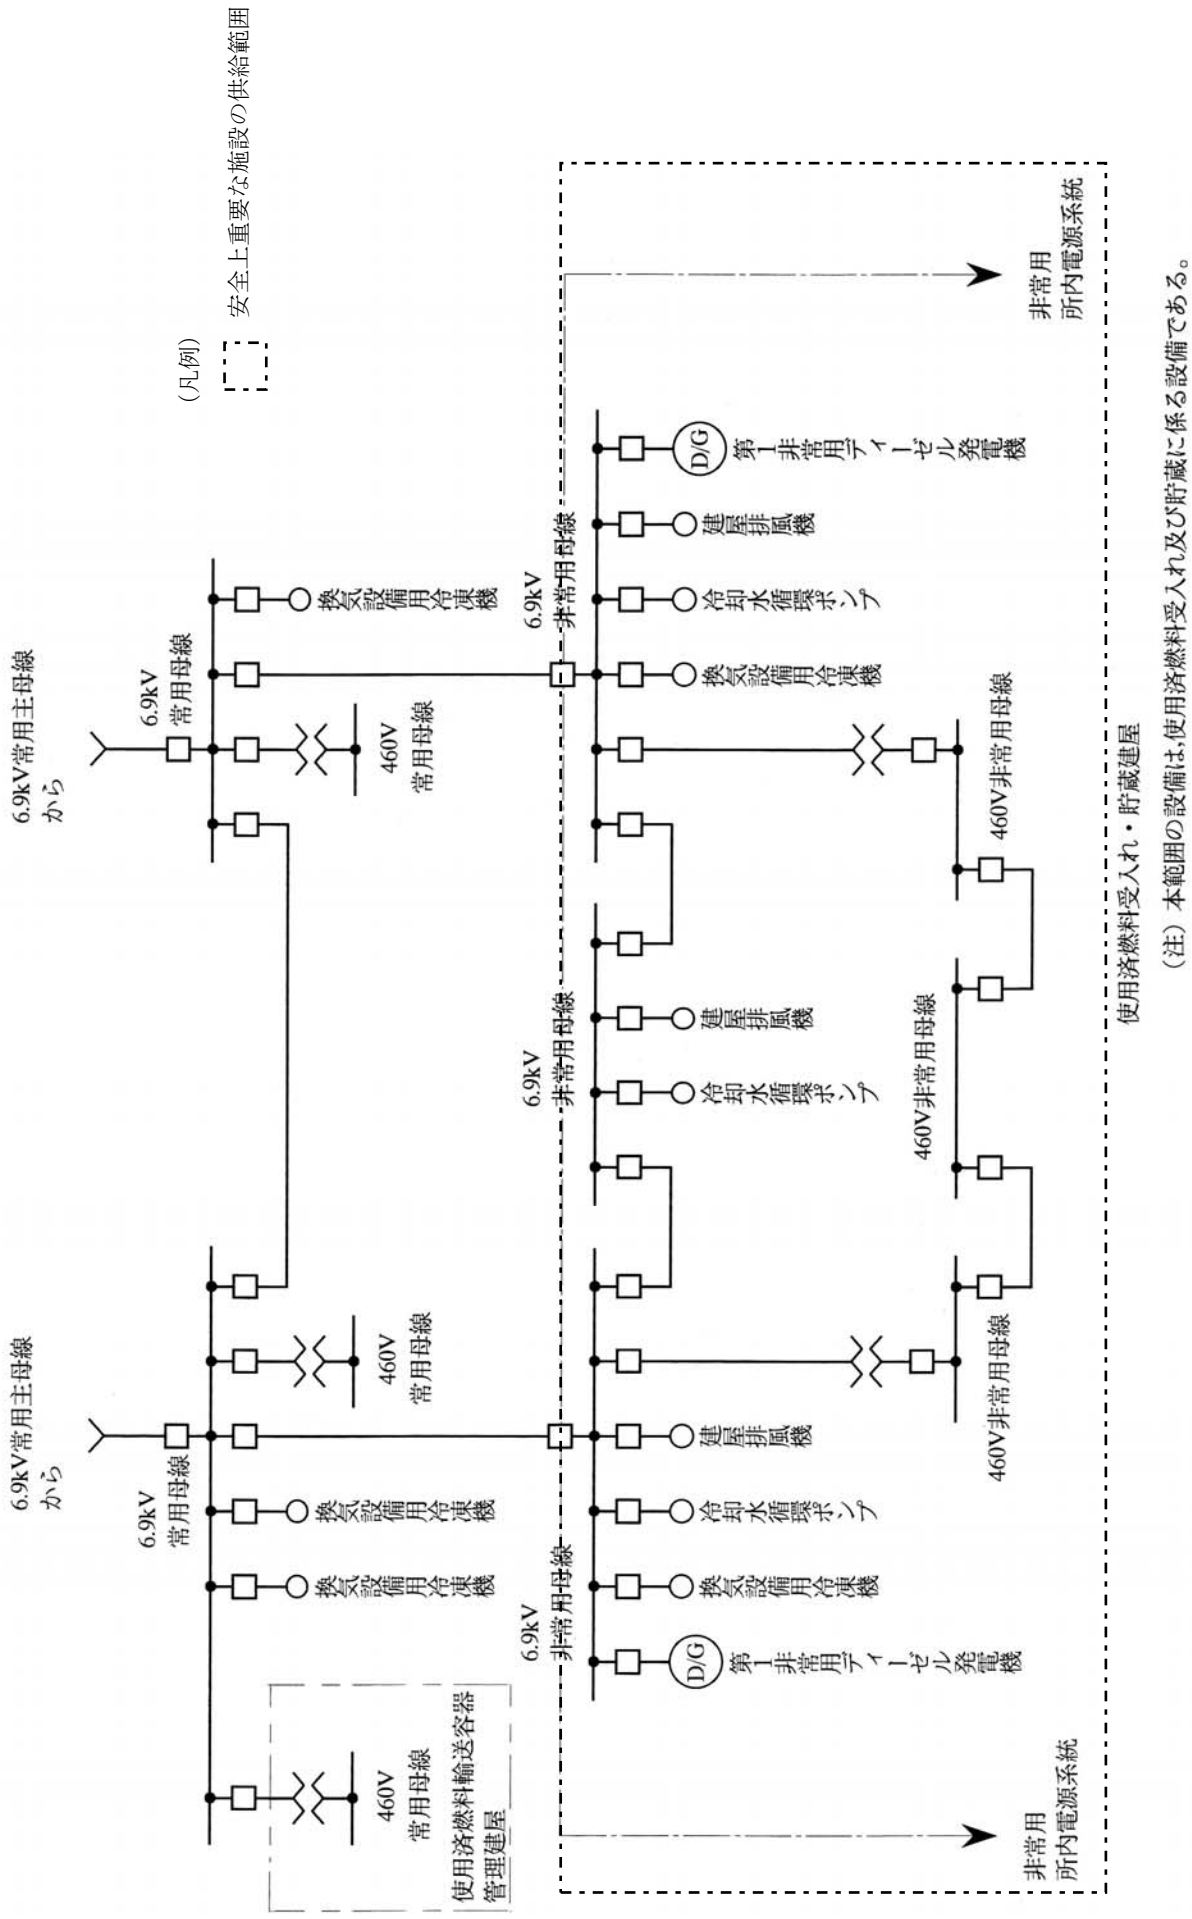 6.9kV常用主母線
から
6.9kV常用主母線
から
(凡例)
安全上重要な施設の供給範囲
6.9kV
常用母線
6.9kV
常用母線
460V
常用母線
使用済燃料輸送容器
管理建屋
換気設備用冷凍機
換気設備用冷凍機
460V
常用母線
460V
常用母線
換気設備用冷凍機
6.9kV
非常用母線
6.9kV
非常用母線
6.9kV
非常用母線
D/G
第1非常用ディーゼル発電機
換気設備用冷凍機
冷却水循環ポンプ
建屋排風機
冷却水循環ポンプ
建屋排風機
換気設備用冷凍機
冷却水循環ポンプ
建屋排風機
D/G
第1非常用ディーゼル発電機
460V非常用母線
460V非常用母線
460V非常用母線
非常用
所内電源系統
非常用
所内電源系統
使用済燃料受入れ・貯蔵建屋
（注）本範囲の設備は、使用済燃料受入れ及び貯蔵に係る設備である。